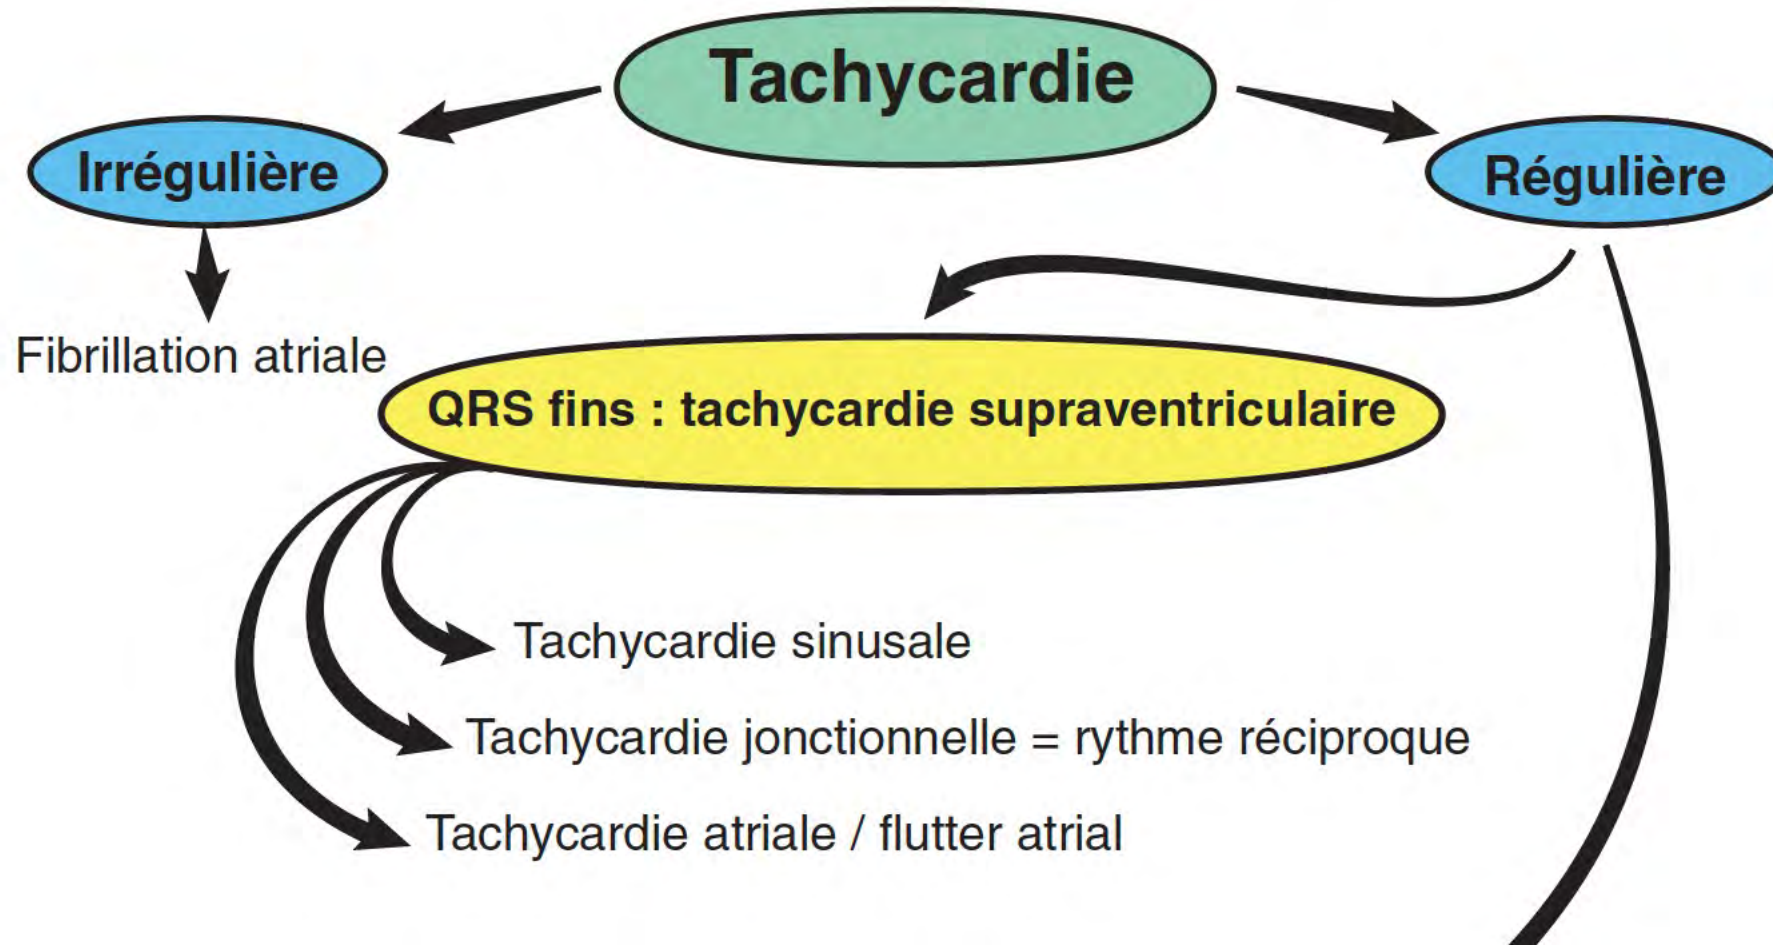 Tachycardie
Irrégulière
Régulière
Fibrillation atriale
QRS fins : tachycardie supraventriculaire
Tachycardie sinusale
Tachycardie jonctionnelle = rythme réciproque
Tachycardie atriale / flutter atrial